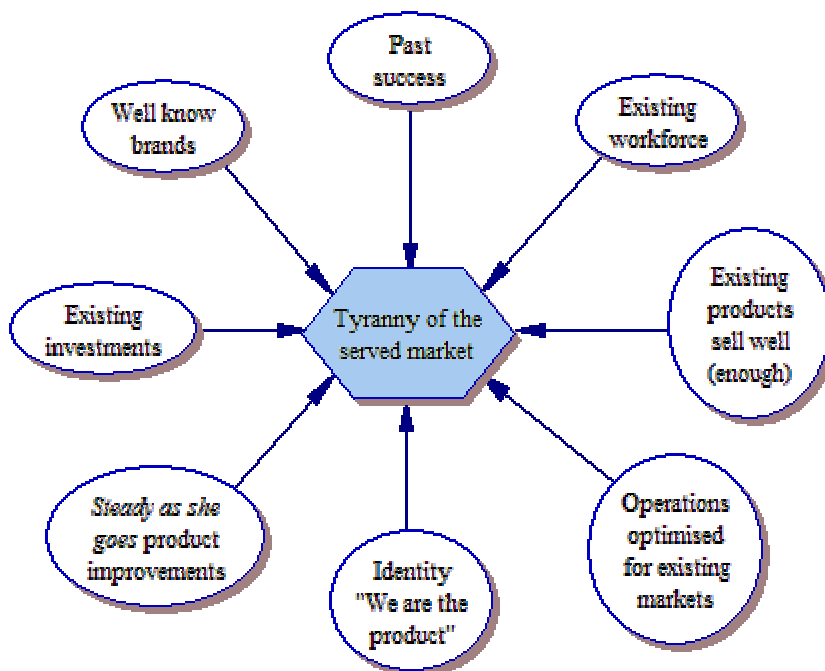 Past
success
Well know
brands
Existing
workforce
Existing
investments
Tyranny of the
served market
Existing
products
sell well
(enough)
Steady as she
goes product
improvements
Identity
"We are the
product"
Operations
optimised
for existing
markets